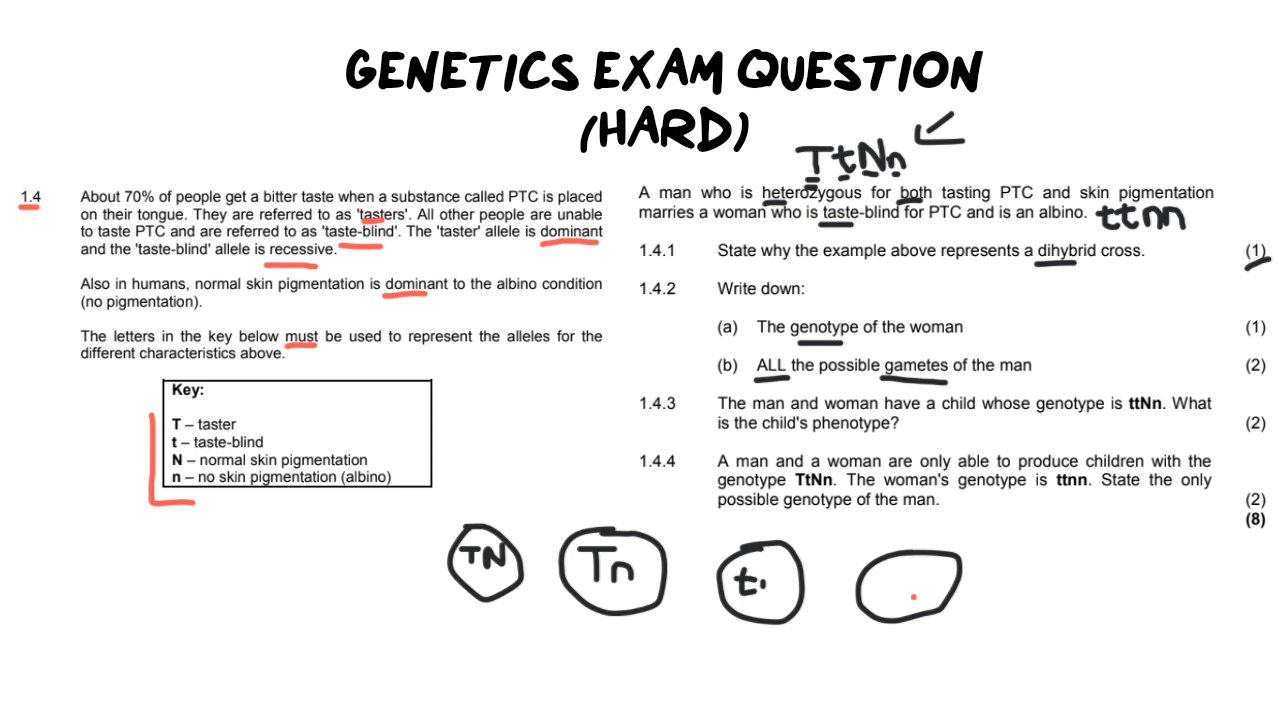 GENETICS EXAM QUESTION
(HARD)
TtNn
1.4 About 70% of people get a bitter taste when a substance called PTC is placed
on their tongue. They are referred to as 'tasters'. All other people are unable
to taste PTC and are referred to as 'taste-blind'. The 'taster' allele is dominant
and the 'taste-blind' allele is recessive.
Also in humans, normal skin pigmentation is dominant to the albino condition
(no pigmentation).
The letters in the key below must be used to represent the alleles for the
different characteristics above.
Key:
T – taster
t – taste-blind
N – normal skin pigmentation
n – no skin pigmentation (albino)
A man who is heterozygous for both tasting PTC and skin pigmentation
marries a woman who is taste-blind for PTC and is an albino. ttnn
1.4.1 State why the example above represents a dihybrid cross. (1)
1.4.2 Write down:
(a) The genotype of the woman (1)
(b) ALL the possible gametes of the man (2)
1.4.3 The man and woman have a child whose genotype is ttNn. What
is the child's phenotype? (2)
1.4.4 A man and a woman are only able to produce children with the
genotype TtNn. The woman's genotype is ttnn. State the only
possible genotype of the man. (2)
(8)
TN Tn t